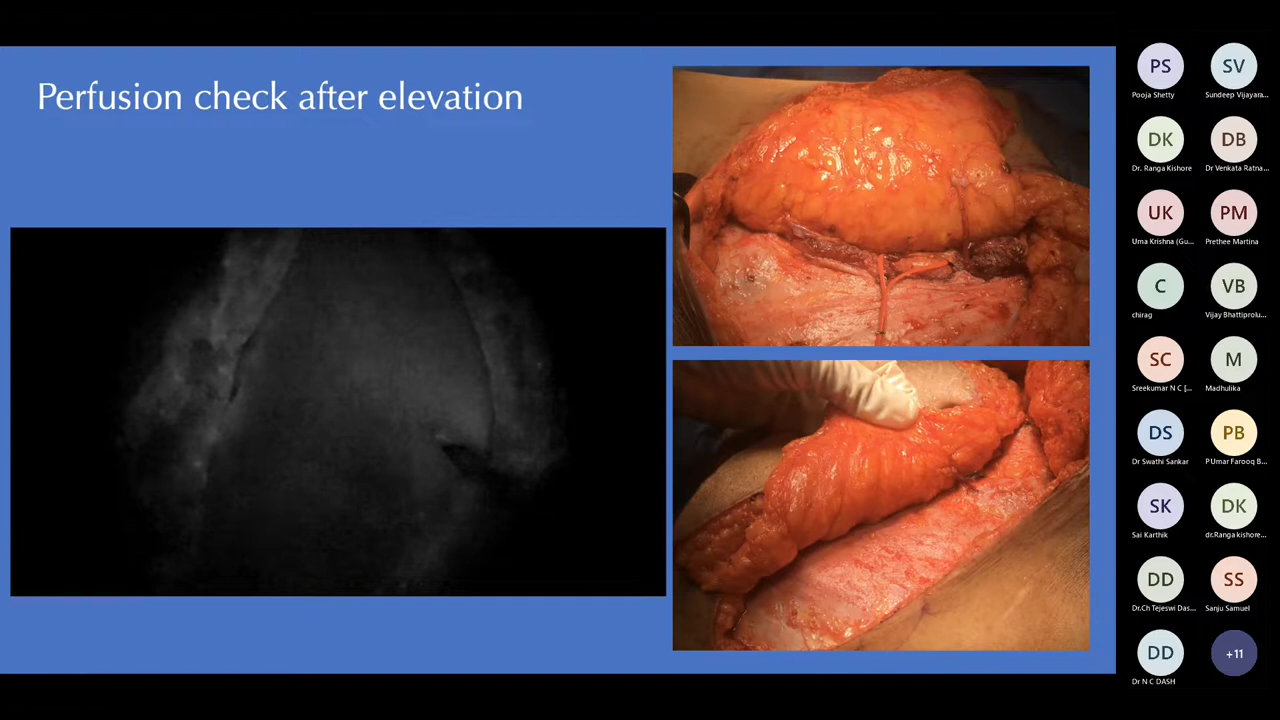 Perfusion check after elevation
PS
SV
Pooja Shetty
Sundeep Vijayara...
DK
DB
Dr. Ranga Kishore
Dr Venkata Ratna...
UK
PM
Uma Krishna (Gu...
Prethee Martina
C
VB
chirag
Vijay Bhattiprolu...
SC
M
Sreekumar N C [...
Madhulika
DS
PB
Dr Swathi Sankar
P Umar Farooq B...
SK
DK
Sai Karthik
dr.Ranga kishore...
DD
SS
Dr.Ch Tejeswi Das...
Sanju Samuel
DD
+11
Dr N C DASH